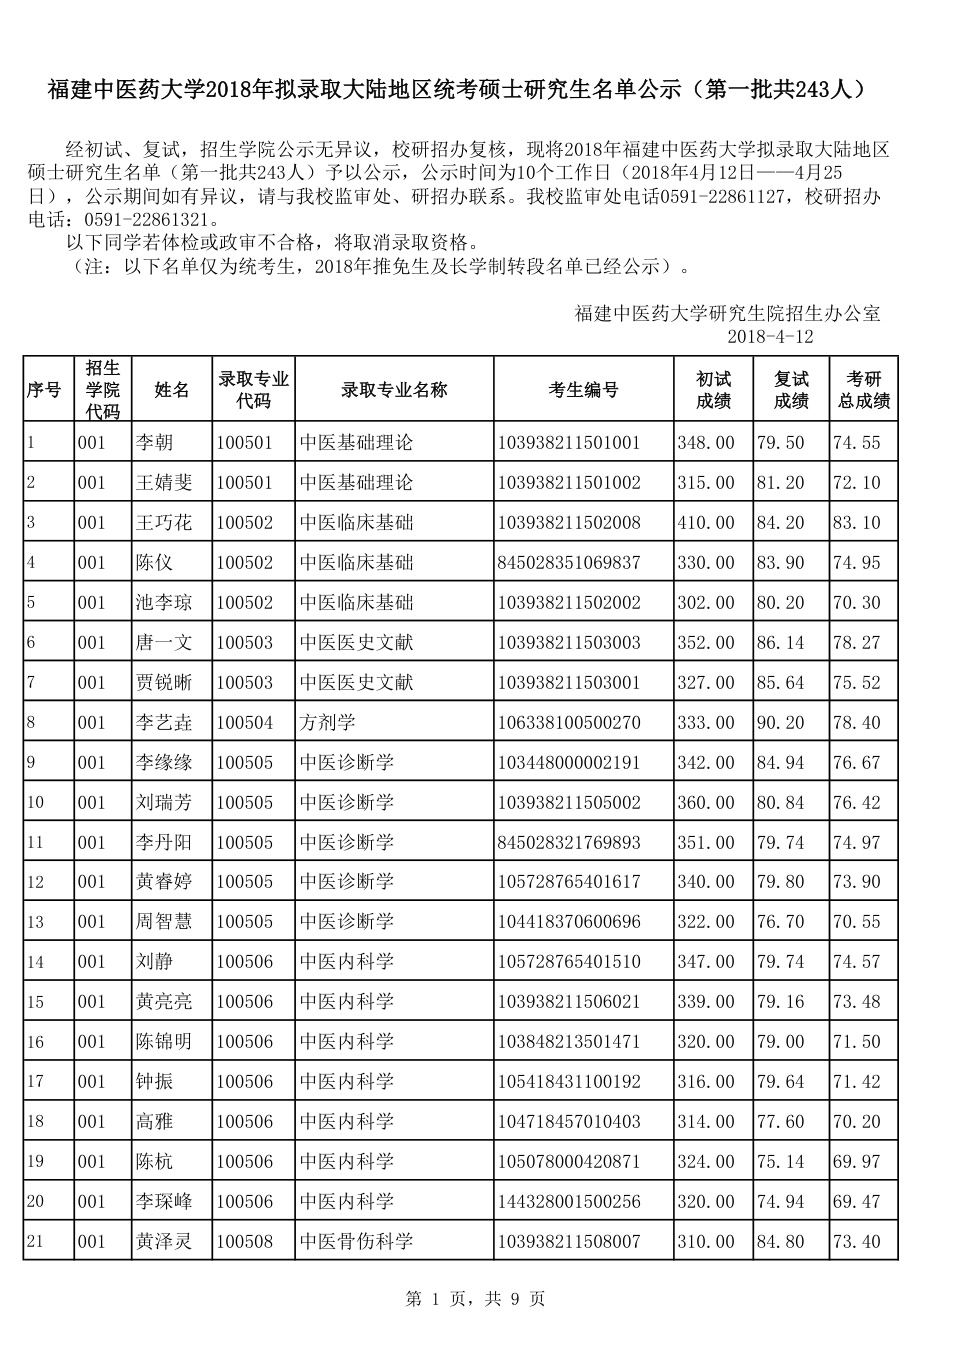 福建中医药大学2018年拟录取大陆地区统考硕士研究生名单公示（第一批共243人）
经初试、复试，招生学院公示无异议，校研招办复核，现将2018年福建中医药大学拟录取大陆地区
硕士研究生名单（第一批共243人）予以公示，公示时间为10个工作日（2018年4月12日——4月25
日），公示期间如有异议，请与我校监审处、研招办联系。我校监审处电话0591-22861127，校研招办
电话：0591-22861321。
以下同学若体检或政审不合格，将取消录取资格。
（注：以下名单仅为统考生，2018年推免生及长学制转段名单已经公示）。
福建中医药大学研究生院招生办公室
2018-4-12
序号 招生学院代码 姓名 录取专业代码 录取专业名称 考生编号 初试成绩 复试成绩 考研总成绩
1 001 李朝 100501 中医基础理论 103938211501001 348.00 79.50 74.55
2 001 王婧斐 100501 中医基础理论 103938211501002 315.00 81.20 72.10
3 001 王巧花 100502 中医临床基础 103938211502008 410.00 84.20 83.10
4 001 陈仪 100502 中医临床基础 845028351069837 330.00 83.90 74.95
5 001 池李琼 100502 中医临床基础 103938211502002 302.00 80.20 70.30
6 001 唐一文 100503 中医医史文献 103938211503003 352.00 86.14 78.27
7 001 贾锐晰 100503 中医医史文献 103938211503001 327.00 85.64 75.52
8 001 李艺垚 100504 方剂学 106338100500270 333.00 90.20 78.40
9 001 李缘缘 100505 中医诊断学 103448000002191 342.00 84.94 76.67
10 001 刘瑞芳 100505 中医诊断学 103938211505002 360.00 80.84 76.42
11 001 李丹阳 100505 中医诊断学 845028321769893 351.00 79.74 74.97
12 001 黄睿婷 100505 中医诊断学 105728765401617 340.00 79.80 73.90
13 001 周智慧 100505 中医诊断学 104418370600696 322.00 76.70 70.55
14 001 刘静 100506 中医内科学 105728765401510 347.00 79.74 74.57
15 001 黄亮亮 100506 中医内科学 103938211506021 339.00 79.16 73.48
16 001 陈锦明 100506 中医内科学 103848213501471 320.00 79.00 71.50
17 001 钟振 100506 中医内科学 105418431100192 316.00 79.64 71.42
18 001 高雅 100506 中医内科学 104718457010403 314.00 77.60 70.20
19 001 陈杭 100506 中医内科学 105078000420871 324.00 75.14 69.97
20 001 李琛峰 100506 中医内科学 144328001500256 320.00 74.94 69.47
21 001 黄泽灵 100508 中医骨伤科学 103938211508007 310.00 84.80 73.40
第 1 页，共 9 页